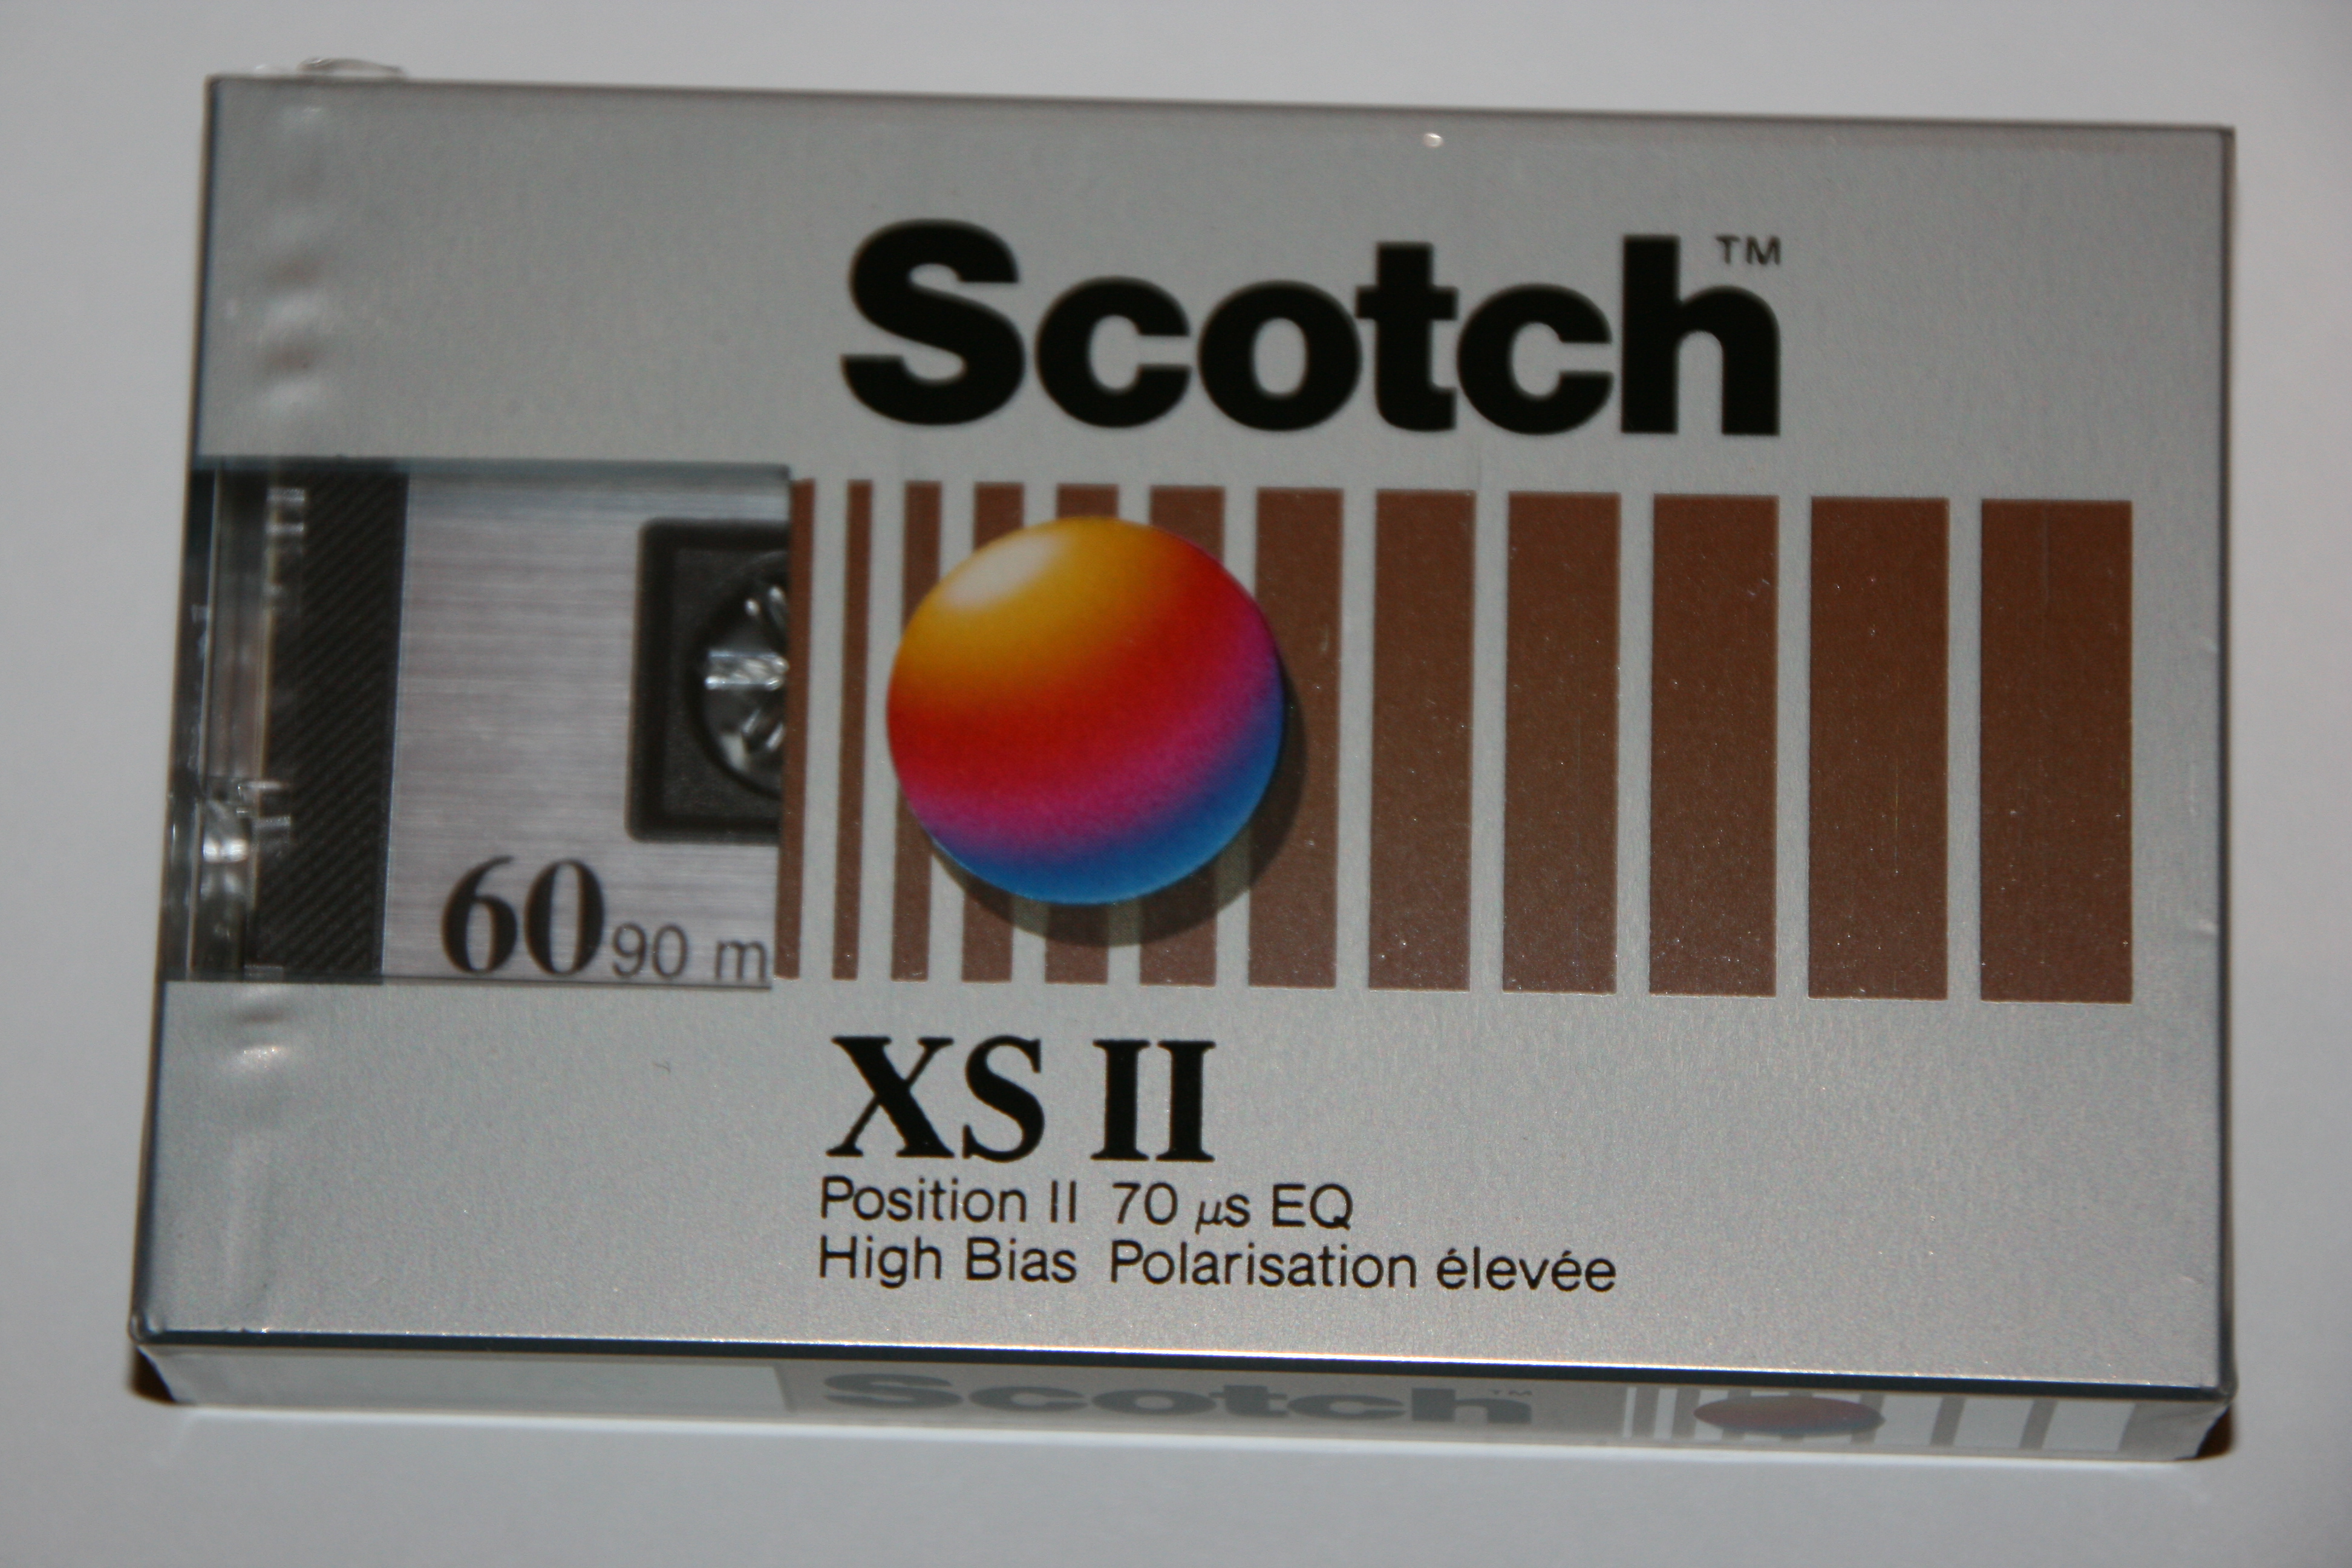 Scotch™
60 90 m
XS II
Position II 70 µs EQ
High Bias Polarisation élevée
Scotch™